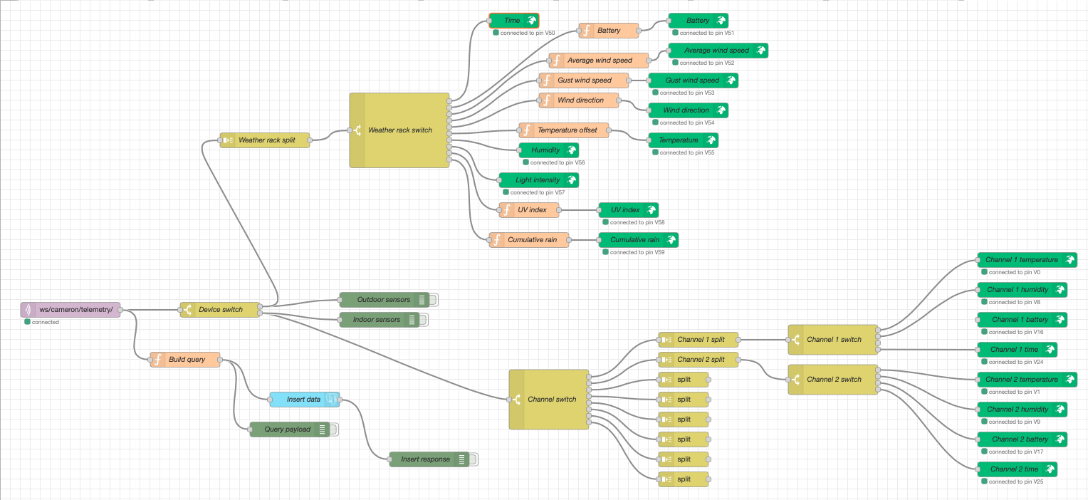 Time
connected to pin V60
Battery
Battery
connected to pin V51
Average wind speed
Average wind speed
connected to pin V52
Gust wind speed
Gust wind speed
connected to pin V53
Weather rack switch
Wind direction
Wind direction
connected to pin V54
Weather rack split
Temperature offset
Temperature
connected to pin V55
Humidity
connected to pin V56
Light intensity
connected to pin V57
UV index
UV index
connected to pin V58
Cumulative rain
Cumulative rain
connected to pin V59
ws/cameron/telemetry/
connected
Device switch
Outdoor sensors
Indoor sensors
Build query
Insert data
Query payload
Insert response
Channel switch
Channel 1 split
Channel 2 split
split
split
split
split
split
split
Channel 1 switch
Channel 2 switch
Channel 1 temperature
connected to pin V0
Channel 1 humidity
connected to pin V8
Channel 1 battery
connected to pin V16
Channel 1 time
connected to pin V24
Channel 2 temperature
connected to pin V1
Channel 2 humidity
connected to pin V9
Channel 2 battery
connected to pin V17
Channel 2 time
connected to pin V25